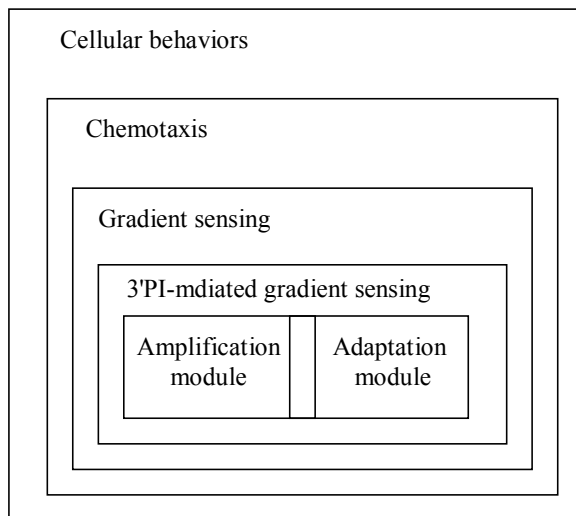 Cellular behaviors
Chemotaxis
Gradient sensing
3'PI-mdiated gradient sensing
Amplification
module
Adaptation
module